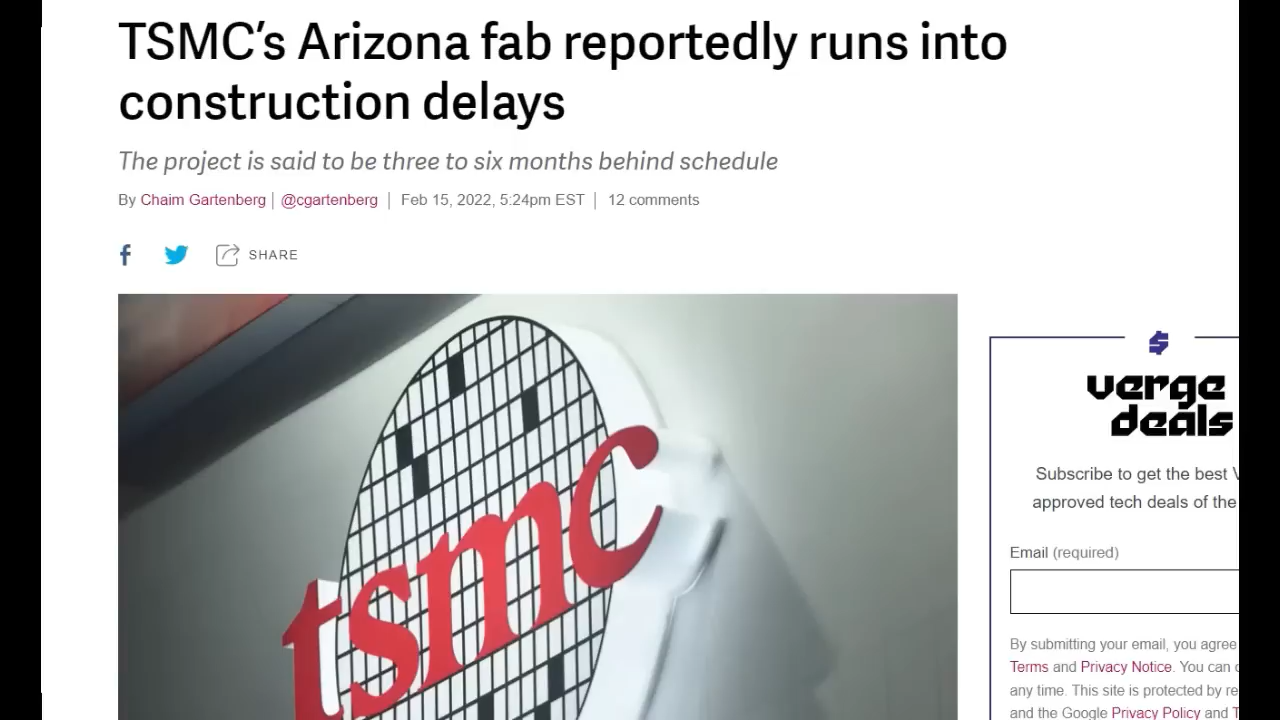 TSMC’s Arizona fab reportedly runs into
construction delays
The project is said to be three to six months behind schedule
By Chaim Gartenberg | @cgartenberg | Feb 15, 2022, 5:24pm EST | 12 comments
SHARE
tsmc
verge
deals
Subscribe to get the best
approved tech deals of the
Email (required)
By submitting your email, you agree
Terms and Privacy Notice. You can
any time. This site is protected by
and the Google Privacy Policy and